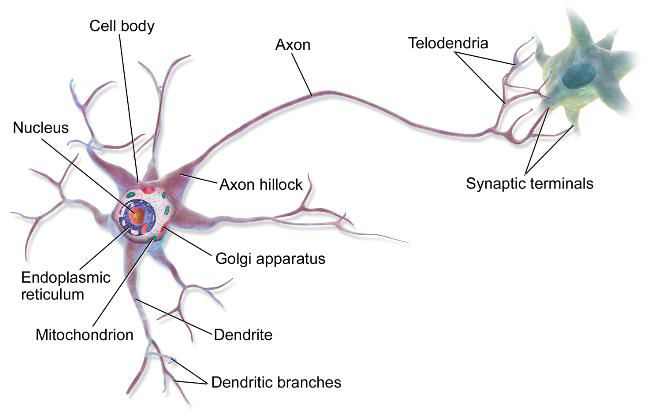 Cell body
Axon
Telodendria
Nucleus
Axon hillock
Synaptic terminals
Golgi apparatus
Endoplasmic
reticulum
Mitochondrion
Dendrite
Dendritic branches